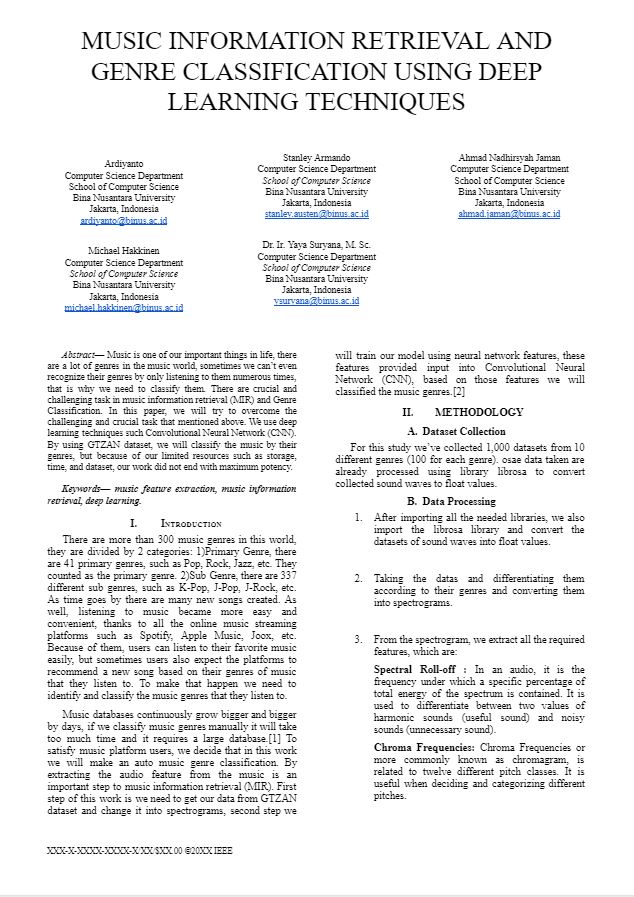 MUSIC INFORMATION RETRIEVAL AND
GENRE CLASSIFICATION USING DEEP
LEARNING TECHNIQUES
Ardiyanto
Computer Science Department
School of Computer Science
Bina Nusantara University
Jakarta, Indonesia
ardiyanto@binus.ac.id
Stanley Armando
Computer Science Department
School of Computer Science
Bina Nusantara University
Jakarta, Indonesia
stanley.austen@binus.ac.id
Ahmad Nadhirsyah Jaman
Computer Science Department
School of Computer Science
Bina Nusantara University
Jakarta, Indonesia
ahmad.jaman@binus.ac.id
Michael Hakkinen
Computer Science Department
School of Computer Science
Bina Nusantara University
Jakarta, Indonesia
michael.hakkinen@binus.ac.id
Dr. Ir. Yaya Suryana, M. Sc.
Computer Science Department
School of Computer Science
Bina Nusantara University
Jakarta, Indonesia
ysuryana@binus.ac.id
Abstract— Music is one of our important things in life, there
are a lot of genres in the music world, sometimes we can't even
recognize their genres by only listening to them numerous times,
that is why we need to classify them. There are crucial and
challenging task in music information retrieval (MIR) and Genre
Classification. In this paper, we will try to overcome the
challenging and crucial task that mentioned above. We use deep
learning techniques such Convolutional Neural Network (CNN).
By using GTZAN dataset, we will classify the music by their
genres, but because of our limited resources such as storage,
time, and dataset, our work did not end with maximum potency.
Keywords— music feature extraction, music information
retrieval, deep learning.
I. INTRODUCTION
There are more than 300 music genres in this world,
they are divided by 2 categories: 1)Primary Genre, there
are 41 primary genres, such as Pop, Rock, Jazz, etc. They
counted as the primary genre. 2)Sub Genre, there are 337
different sub genres, such as K-Pop, J-Pop, J-Rock, etc.
As time goes by there are many new songs created. As
well, listening to music became more easy and
convenient, thanks to all the online music streaming
platforms such as Spotify, Apple Music, Joox, etc.
Because of them, users can listen to their favorite music
easily, but sometimes users also expect the platforms to
recommend a new song based on their genres of music
that they listen to. To make that happen we need to
identify and classify the music genres that they listen to.
Music databases continuously grow bigger and bigger
by days, if we classify music genres manually it will take
too much time and it requires a large database.[1] To
satisfy music platform users, we decide that in this work
we will make an auto music genre classification. By
extracting the audio feature from the music is an
important step to music information retrieval (MIR). First
step of this work is we need to get our data from GTZAN
dataset and change it into spectrograms, second step we
will train our model using neural network features, these
features provided input into Convolutional Neural
Network (CNN), based on those features we will
classified the music genres.[2]
II. METHODOLOGY
A. Dataset Collection
For this study we've collected 1,000 datasets from 10
different genres (100 for each genre). osae data taken are
already processed using library librosa to convert
collected sound waves to float values.
B. Data Processing
1. After importing all the needed libraries, we also
import the librosa library and convert the
datasets of sound waves into float values.
2. Taking the datas and differentiating them
according to their genres and converting them
into spectrograms.
3. From the spectrogram, we extract all the required
features, which are:
Spectral Roll-off : In an audio, it is the
frequency under which a specific percentage of
total energy of the spectrum is contained. It is
used to differentiate between two values of
harmonic sounds (useful sound) and noisy
sounds (unnecessary sound).
Chroma Frequencies: Chroma Frequencies or
more commonly known as chromagram, is
related to twelve different pitch classes. It is
useful when deciding and categorizing different
pitches.
XXX-X-XXXX-XXXX-X/XX/$XX.00 ©20XX IEEE